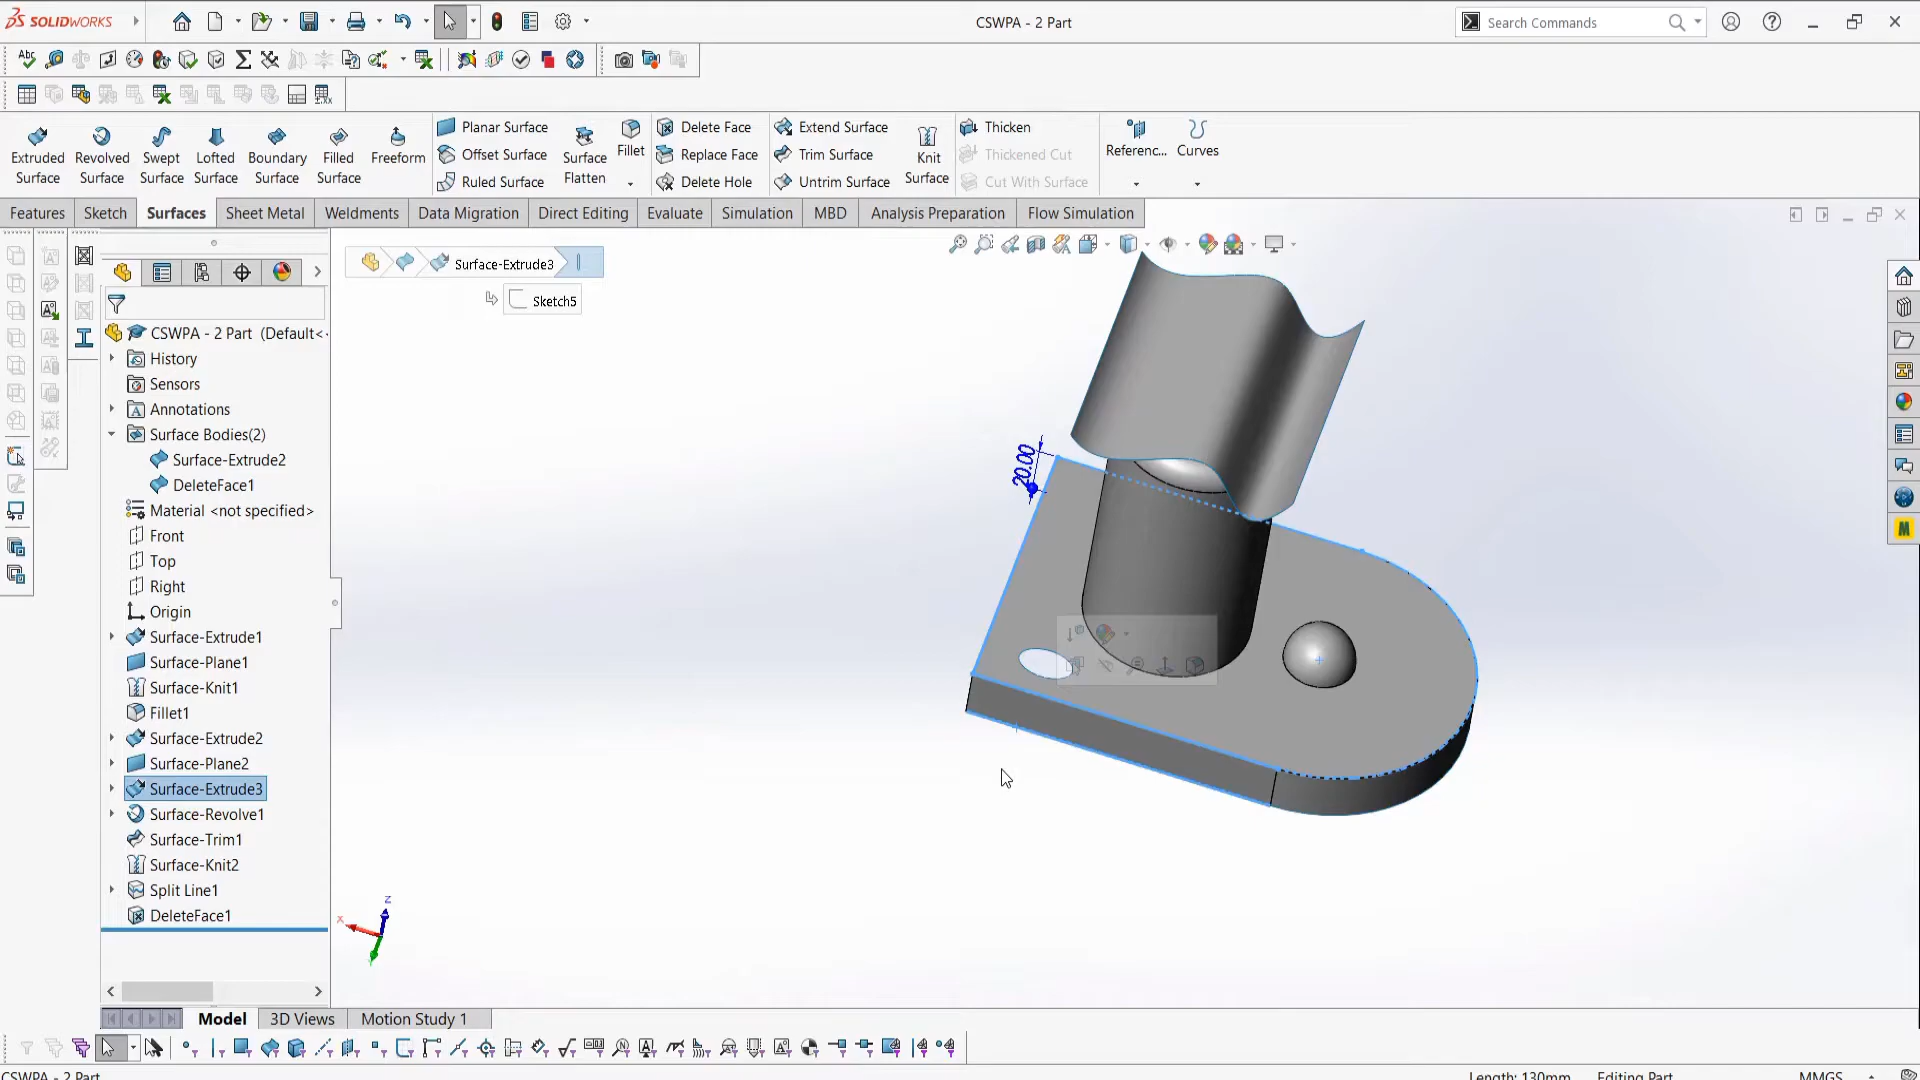 SOLIDWORKS
CSWPA - 2 Part
Search Commands
Extruded Surface
Revolved Surface
Swept Surface
Lofted Surface
Boundary Surface
Filled Surface
Freeform
Planar Surface
Offset Surface
Ruled Surface
Surface Flatten
Fillet
Delete Face
Replace Face
Delete Hole
Extend Surface
Trim Surface
Untrim Surface
Knit Surface
Thicken
Thickened Cut
Cut With Surface
Referenc...
Curves
Features
Sketch
Surfaces
Sheet Metal
Weldments
Data Migration
Direct Editing
Evaluate
Simulation
MBD
Analysis Preparation
Flow Simulation
Surface-Extrude3
Sketch5
CSWPA - 2 Part (Default<
History
Sensors
Annotations
Surface Bodies(2)
Surface-Extrude2
DeleteFace1
Material <not specified>
Front
Top
Right
Origin
Surface-Extrude1
Surface-Plane1
Surface-Knit1
Fillet1
Surface-Extrude2
Surface-Plane2
Surface-Extrude3
Surface-Revolve1
Surface-Trim1
Surface-Knit2
Split Line1
DeleteFace1
20.00
z
x
Model
3D Views
Motion Study 1
CSWPA - 2 Part
Length: 130mm
Editing Part
MMGS